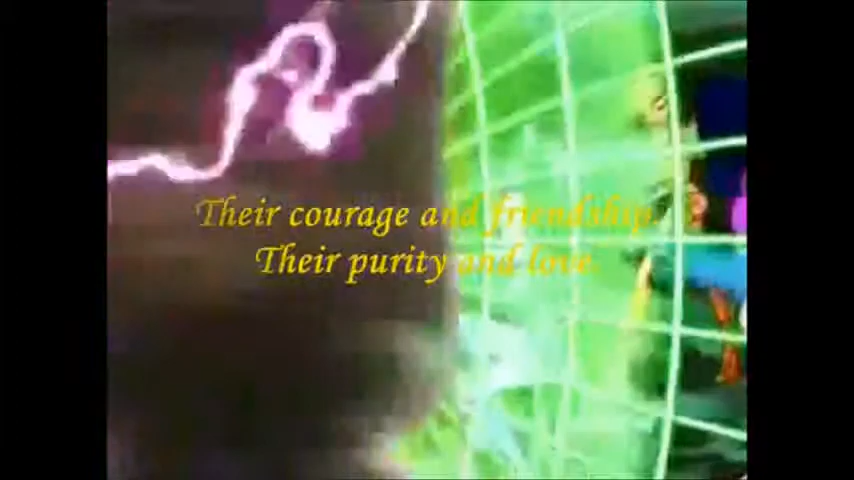 Their courage and friendship.
Their purity and love.